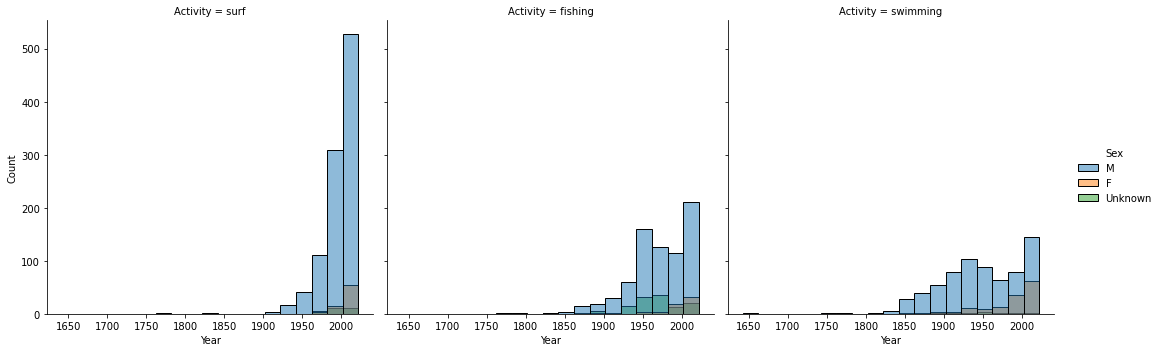 Activity = surf
Activity = fishing
Activity = swimming
Count
500
400
300
200
100
0
1650 1700 1750 1800 1850 1900 1950 2000
Year
1650 1700 1750 1800 1850 1900 1950 2000
Year
1650 1700 1750 1800 1850 1900 1950 2000
Year
Sex
M
F
Unknown